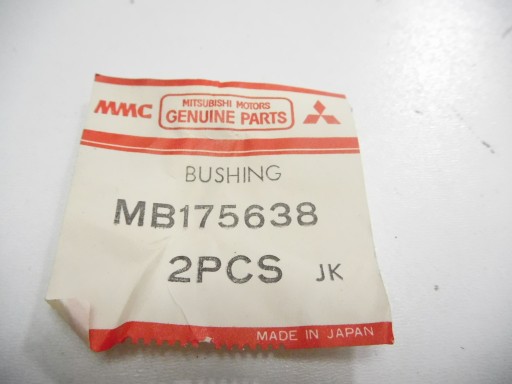 MMC
MITSUBISHI MOTORS
GENUINE PARTS
BUSHING
MB175638
2PCS JK
MADE IN JAPAN